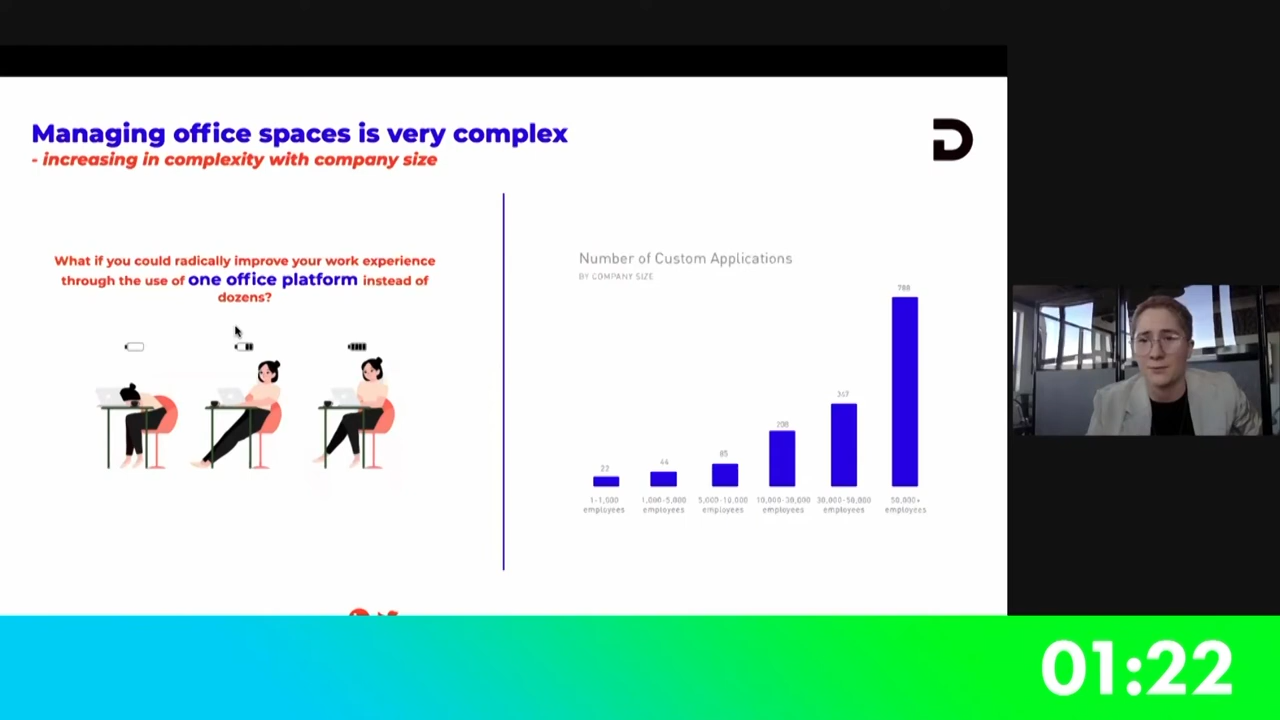 Managing office spaces is very complex
- increasing in complexity with company size
What if you could radically improve your work experience
through the use of one office platform instead of
dozens?
Number of Custom Applications
BY COMPANY SIZE
22
85
347
1-1,000
employees
1,000-5,000
employees
5,000-10,000
employees
10,000-30,000
employees
30,000-50,000
employees
50,000+
employees
01:22